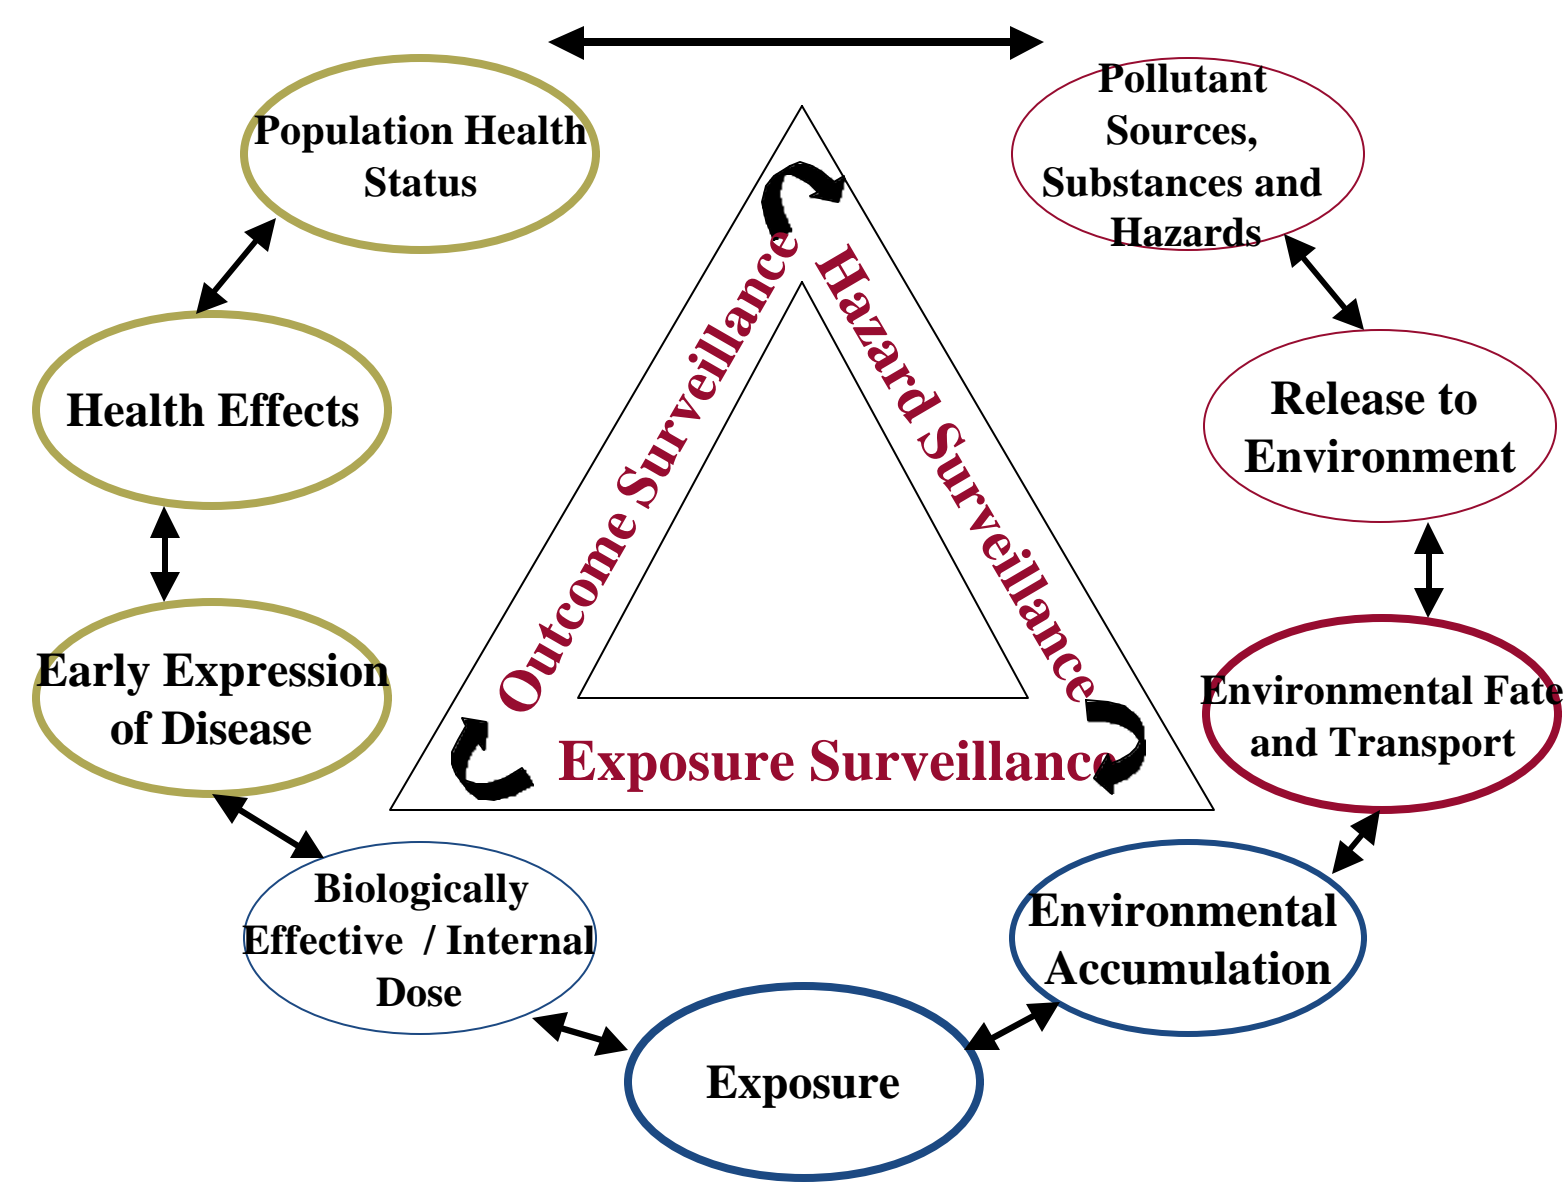 Population Health
Status
Pollutant
Sources,
Substances and
Hazards
Health Effects
Release to
Environment
Outcome Surveillance
Hazard Surveillance
Exposure Surveillance
Early Expression
of Disease
Environmental Fate
and Transport
Biologically
Effective / Internal
Dose
Environmental
Accumulation
Exposure